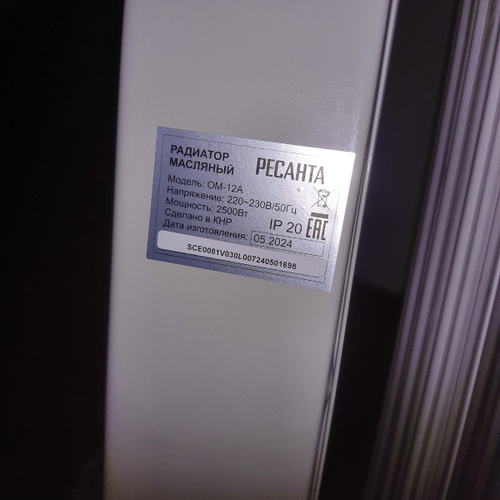 РАДИАТОР
МАСЛЯНЫЙ
РЕСАНТА
Модель: ОМ-12А
Напряжение: 220~230В/50Гц
Мощность: 2500Вт
Сделано в КНР
IP 20 EAC
Дата изготовления: 05.2024
SCE0081V030L007240501698